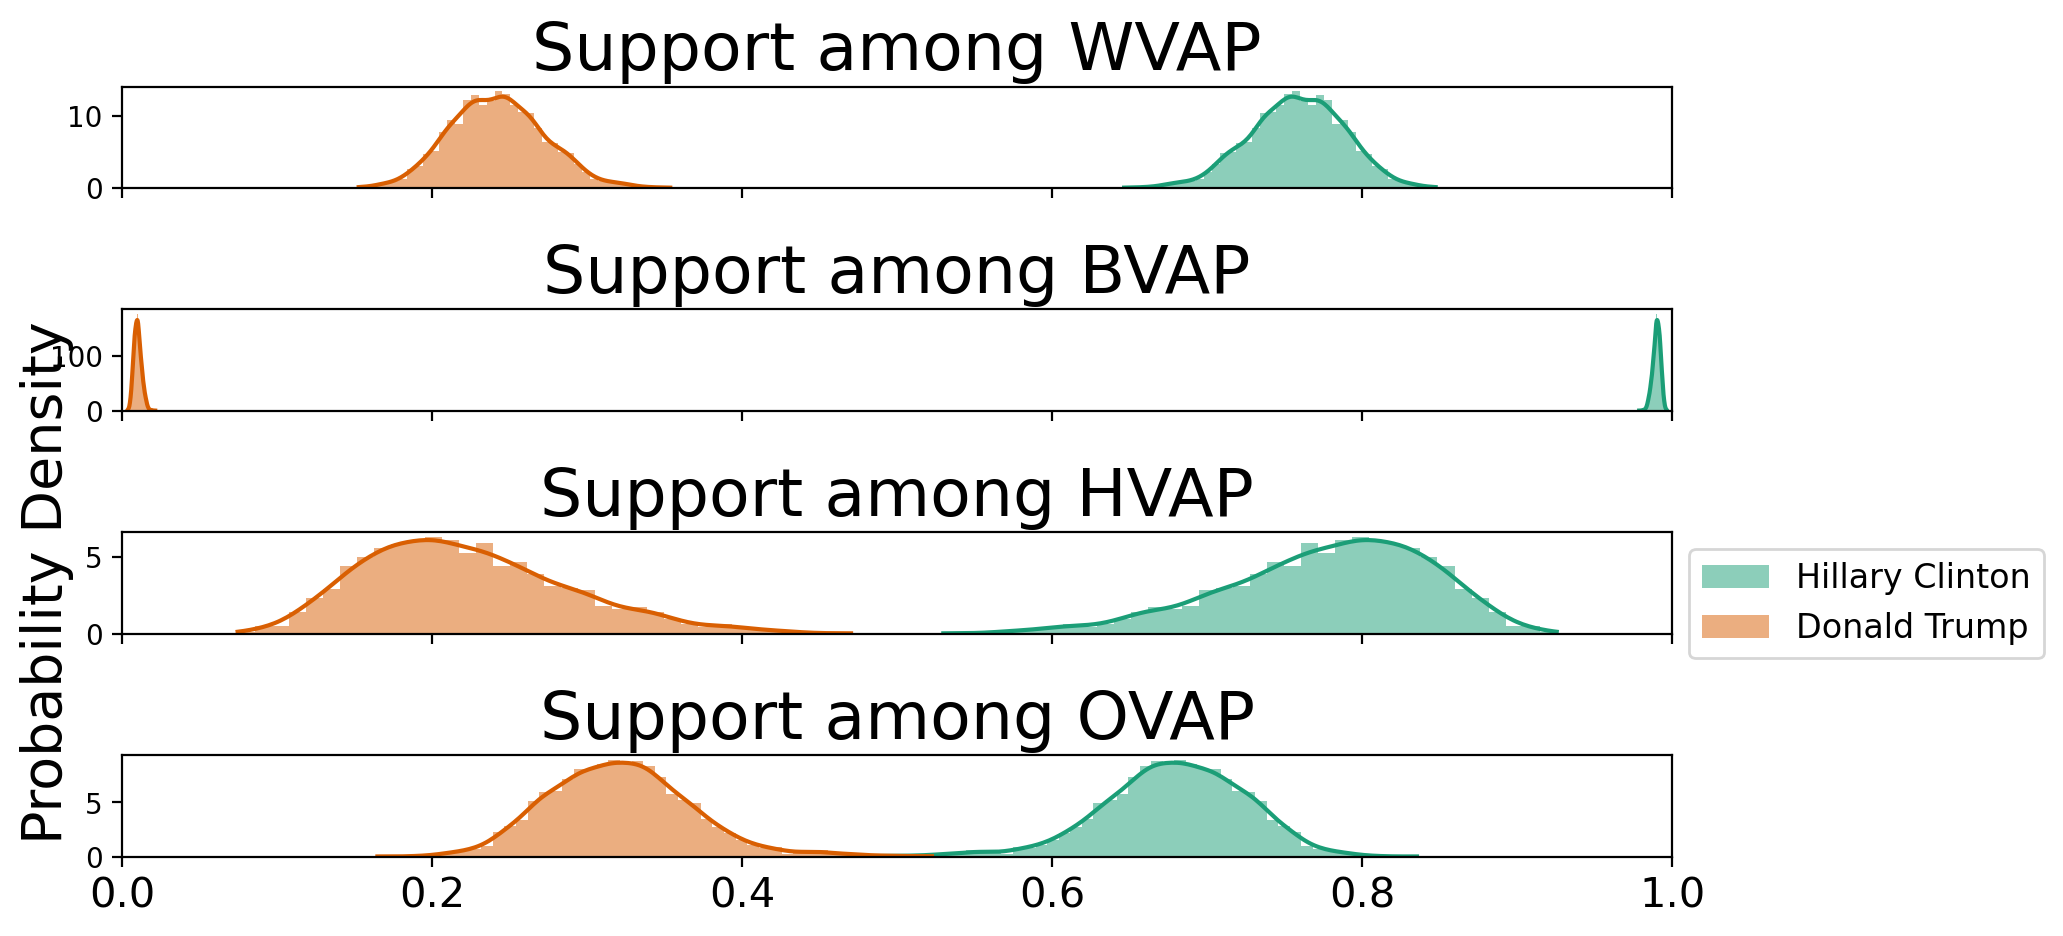 Support among WVAP
10
0
Support among BVAP
100
0
Support among HVAP
5
0
Support among OVAP
5
0
0.0 0.2 0.4 0.6 0.8 1.0
Probability Density
Hillary Clinton
Donald Trump